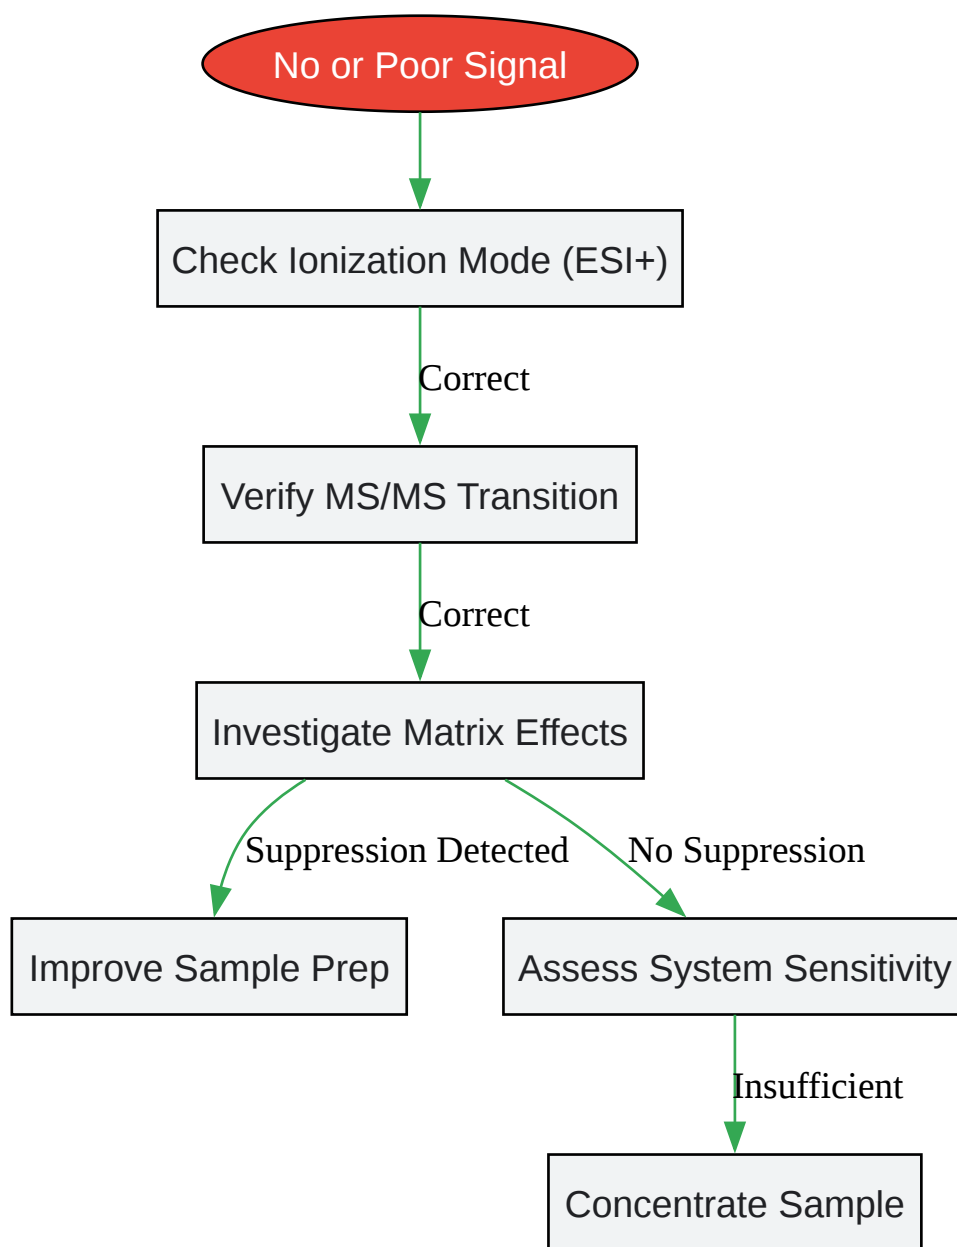 No or Poor Signal
Check Ionization Mode (ESI+)
Correct
Verify MS/MS Transition
Correct
Investigate Matrix Effects
Suppression Detected
No Suppression
Improve Sample Prep
Assess System Sensitivity
Insufficient
Concentrate Sample